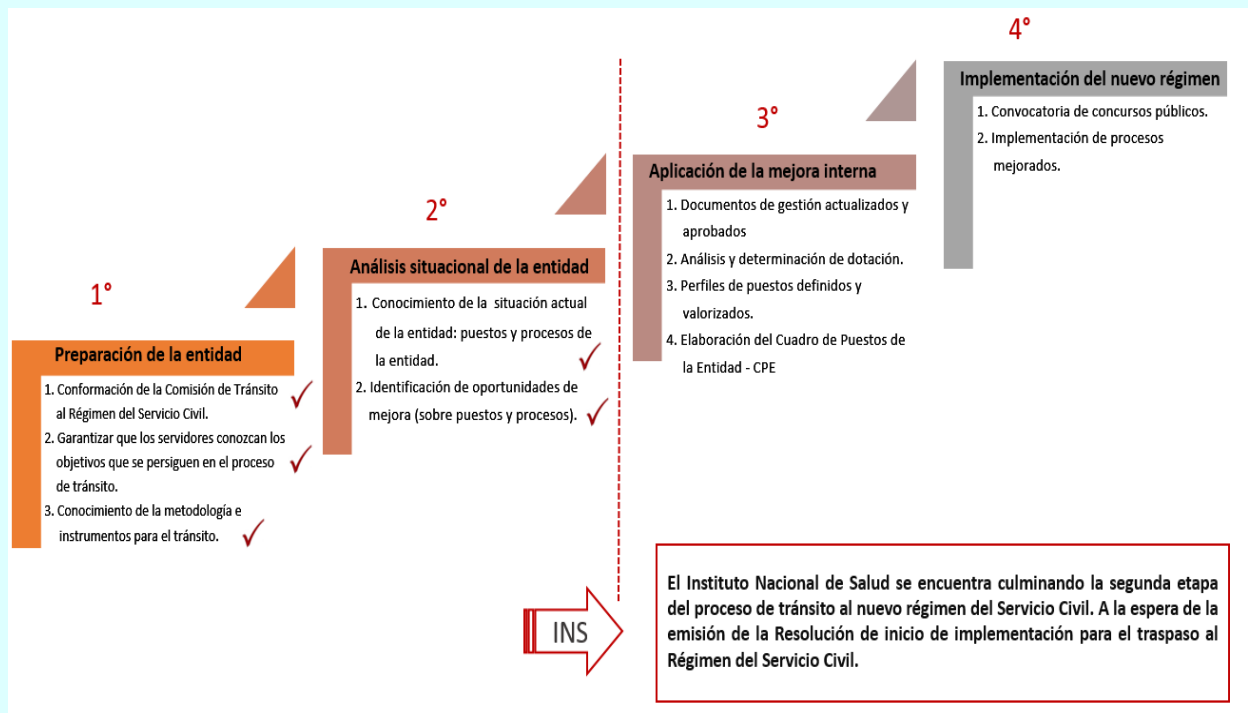 1°
Preparación de la entidad
1. Conformación de la Comisión de Tránsito
al Régimen del Servicio Civil.
2. Garantizar que los servidores conozcan los
objetivos que se persiguen en el proceso
de tránsito.
3. Conocimiento de la metodología e
instrumentos para el tránsito.
2°
Análisis situacional de la entidad
1. Conocimiento de la situación actual
de la entidad: puestos y procesos de
la entidad.
2. Identificación de oportunidades de
mejora (sobre puestos y procesos).
3°
Aplicación de la mejora interna
1. Documentos de gestión actualizados y
aprobados
2. Análisis y determinación de dotación.
3. Perfiles de puestos definidos y
valorizados.
4. Elaboración del Cuadro de Puestos de
la Entidad - CPE
4°
Implementación del nuevo régimen
1. Convocatoria de concursos públicos.
2. Implementación de procesos
mejorados.
INS
El Instituto Nacional de Salud se encuentra culminando la segunda etapa
del proceso de tránsito al nuevo régimen del Servicio Civil. A la espera de la
emisión de la Resolución de inicio de implementación para el traspaso al
Régimen del Servicio Civil.